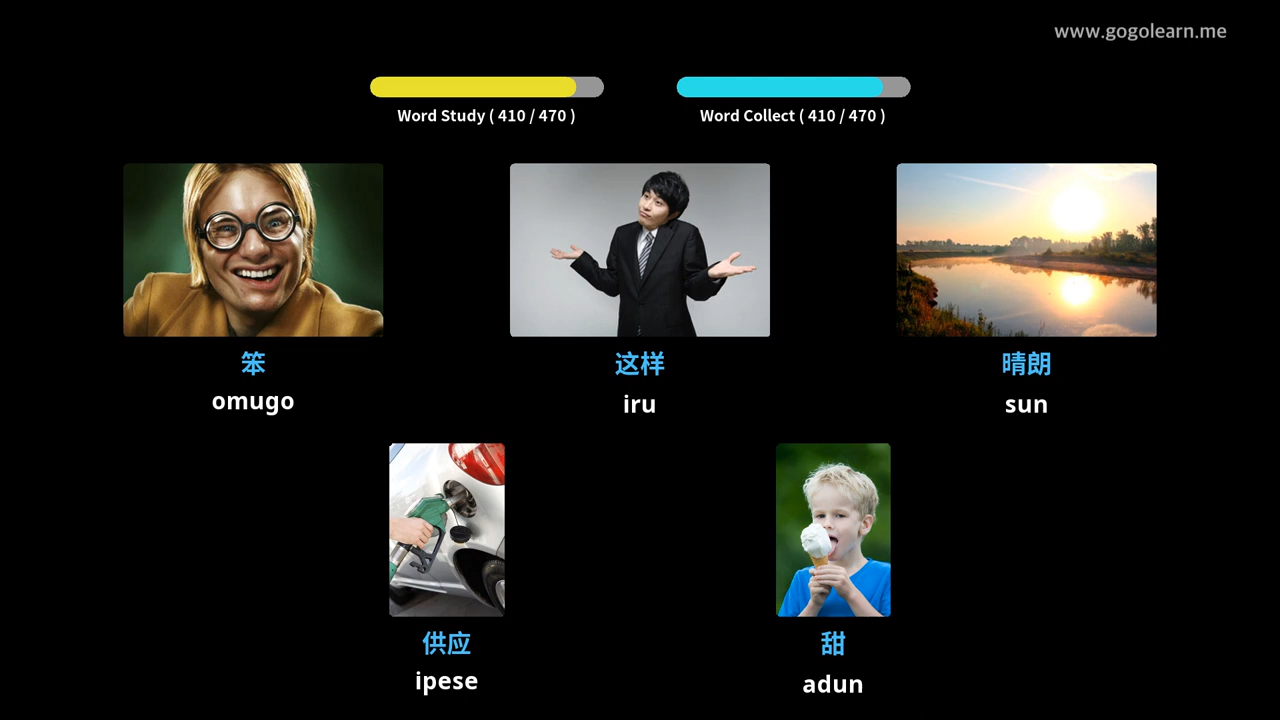 www.gogolearn.me
Word Study ( 410 / 470 )
Word Collect ( 410 / 470 )
笨
omugo
这样
iru
晴朗
sun
供应
ipese
甜
adun